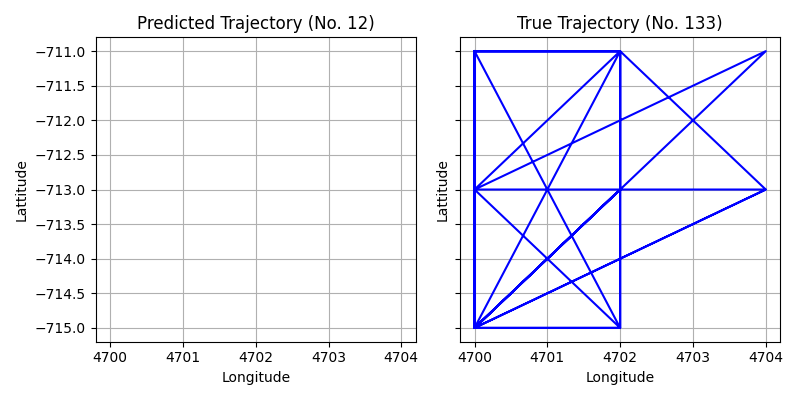 Predicted Trajectory (No. 12)
True Trajectory (No. 133)
−711.0
−711.5
−712.0
−712.5
−713.0
−713.5
−714.0
−714.5
−715.0
Lattitude
Lattitude
4700 4701 4702 4703 4704
4700 4701 4702 4703 4704
Longitude
Longitude